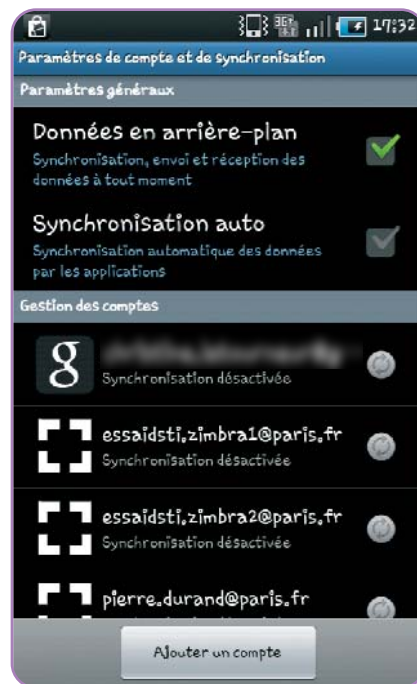 17:32
Paramètres de compte et de synchronisation
Paramètres généraux
Données en arrière-plan
Synchronisation, envoi et réception des
données à tout moment
Synchronisation auto
Synchronisation automatique des données
par les applications
Gestion des comptes
g
Synchronisation désactivée
essaidsti.zimbra1@paris.fr
Synchronisation désactivée
essaidsti.zimbra2@paris.fr
Synchronisation désactivée
pierre.durand@paris.fr
Ajouter un compte